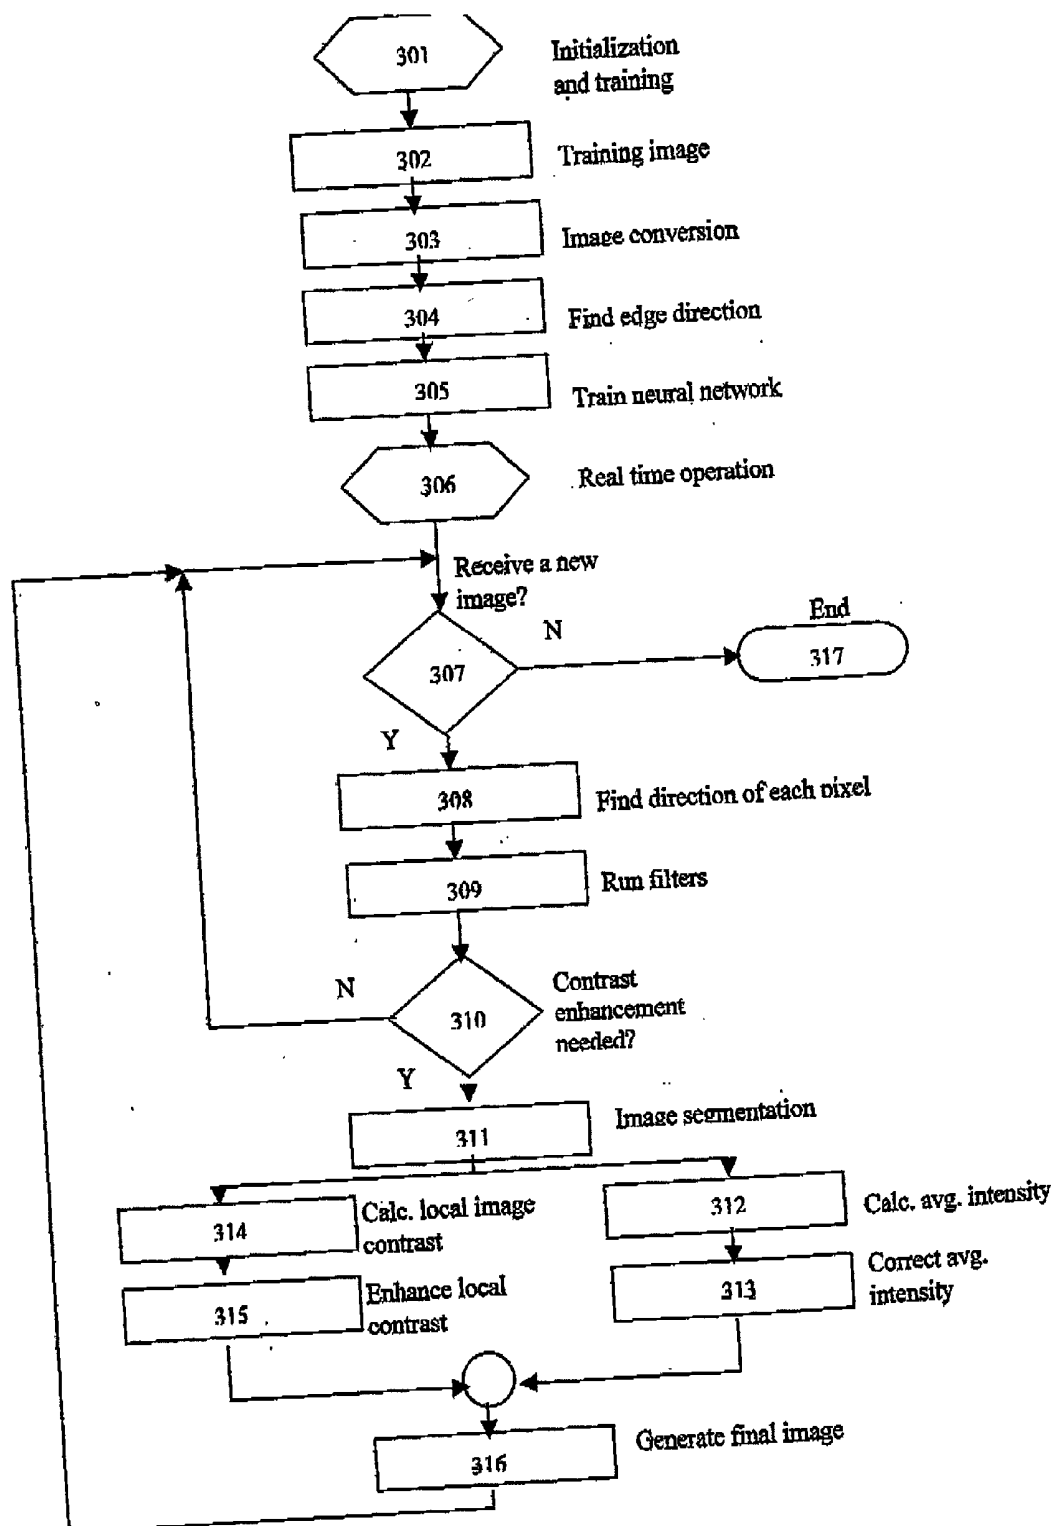 301
Initialization
and training
302
Training image
303
Image conversion
304
Find edge direction
305
Train neural network
306
Real time operation
Receive a new
image?
N
End
307
317
Y
308
Find direction of each pixel
309
Run filters
N
310
Contrast
enhancement
needed?
Y
311
Image segmentation
314
Calc. local image
contrast
312
Calc. avg. intensity
315
Enhance local
contrast
313
Correct avg.
intensity
316
Generate final image